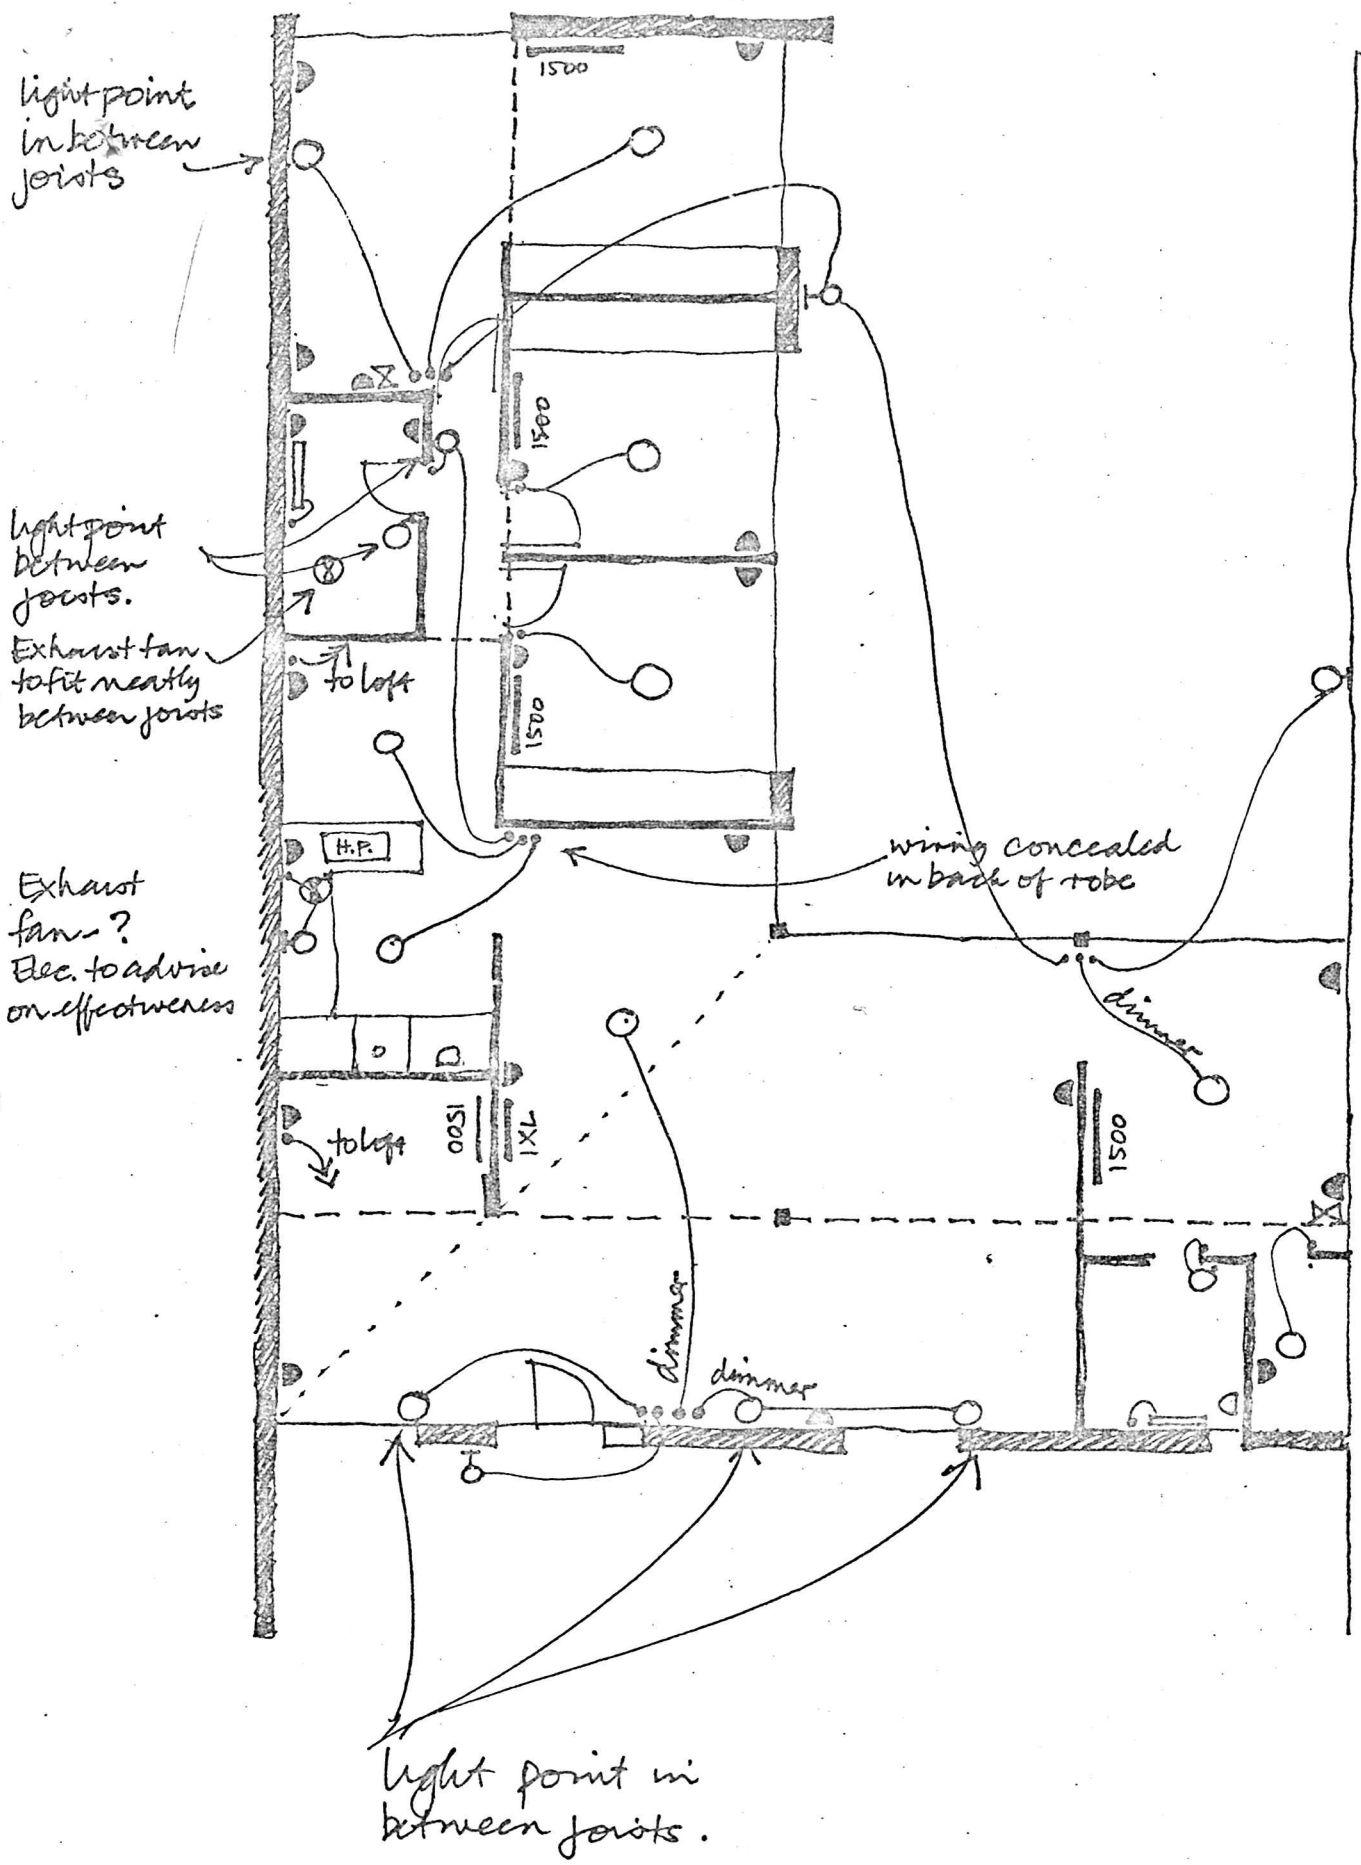 1500
light point
in between
joists
1500
light point
between
joists.
Exhaust fan
to fit neatly
between joists
to loft
1500
H.P.
wiring concealed
in back of robe
Exhaust
fan - ?
Elec. to advise
on effectiveness
dimmer
1500
1XL
1500
to loft
dimmer
dimmer
light point in
between joists.